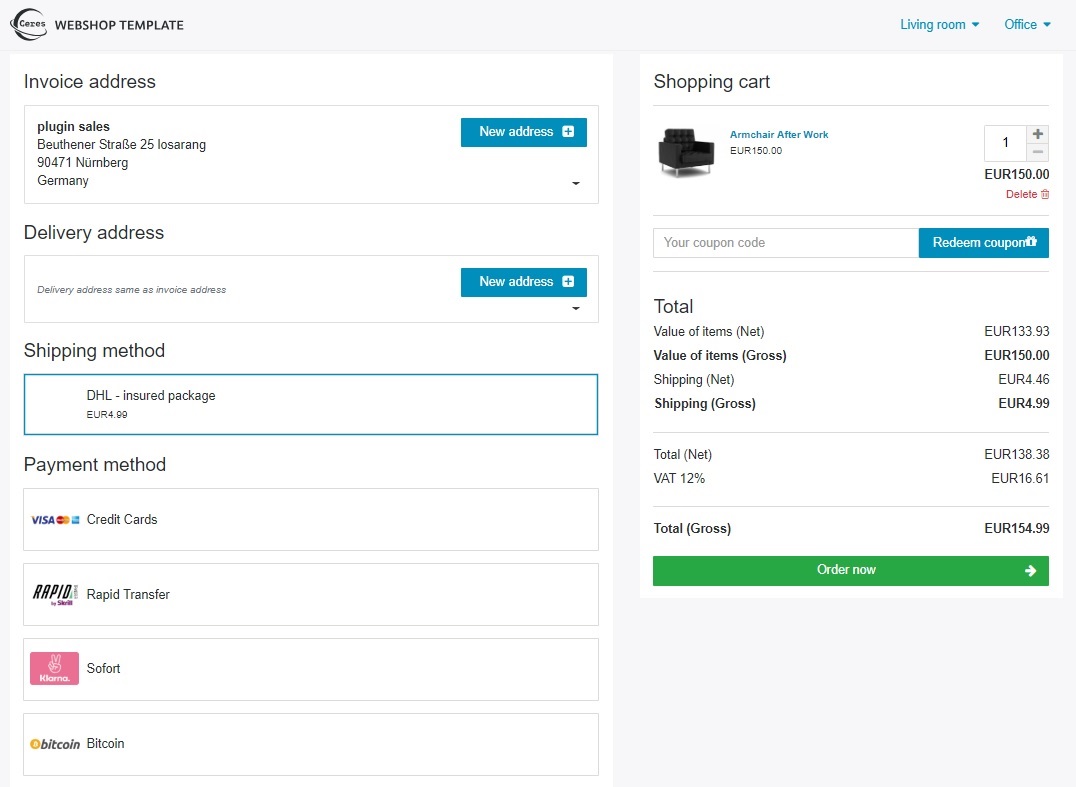 Ceres WEBSHOP TEMPLATE
Living room
Office
Invoice address
plugin sales
Beuthener Straße 25 losarang
90471 Nürnberg
Germany
New address
Delivery address
Delivery address same as invoice address
New address
Shipping method
DHL - insured package
EUR4.99
Payment method
VISA Credit Cards
RAPID by Skrill Rapid Transfer
Klarna. Sofort
bitcoin Bitcoin
Shopping cart
Armchair After Work
EUR150.00
1
EUR150.00
Delete
Your coupon code
Redeem coupon
Total
Value of items (Net) EUR133.93
Value of items (Gross) EUR150.00
Shipping (Net) EUR4.46
Shipping (Gross) EUR4.99
Total (Net) EUR138.38
VAT 12% EUR16.61
Total (Gross) EUR154.99
Order now